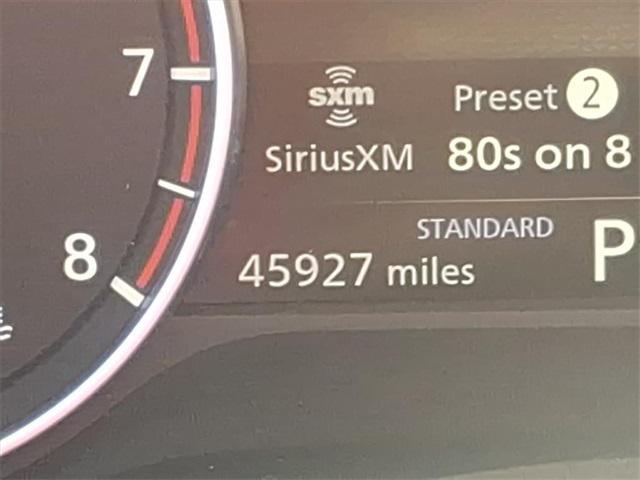 7
sxm
Preset 2
SiriusXM 80s on 8
STANDARD
8
45927 miles
P